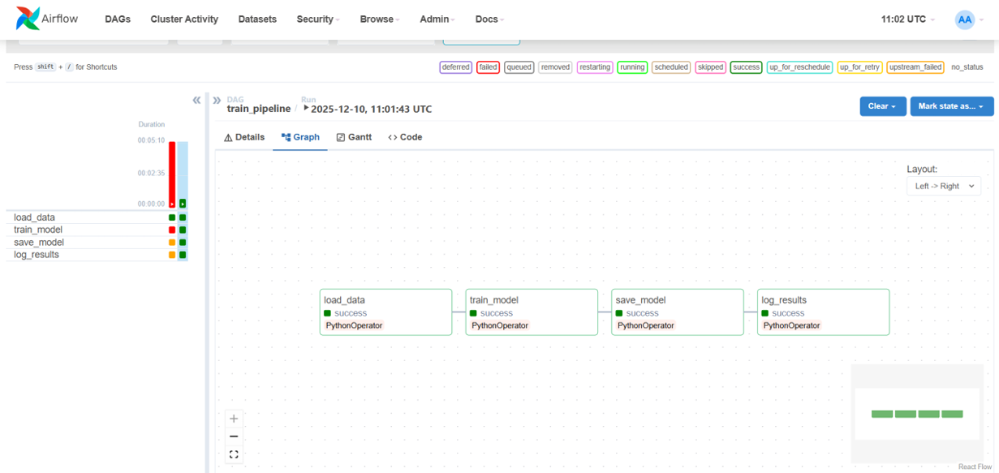 Airflow
DAGs
Cluster Activity
Datasets
Security
Browse
Admin
Docs
11:02 UTC
AA
Press shift + / for Shortcuts
deferred
failed
queued
removed
restarting
running
scheduled
skipped
success
up_for_reschedule
up_for_retry
upstream_failed
no_status
DAG
train_pipeline
/
Run
2025-12-10, 11:01:43 UTC
Clear
Mark state as...
Details
Graph
Gantt
<> Code
Duration
00:05:10
00:02:35
00:00:00
load_data
train_model
save_model
log_results
Layout:
Left -> Right
load_data
success
PythonOperator
train_model
success
PythonOperator
save_model
success
PythonOperator
log_results
success
PythonOperator
React Flow